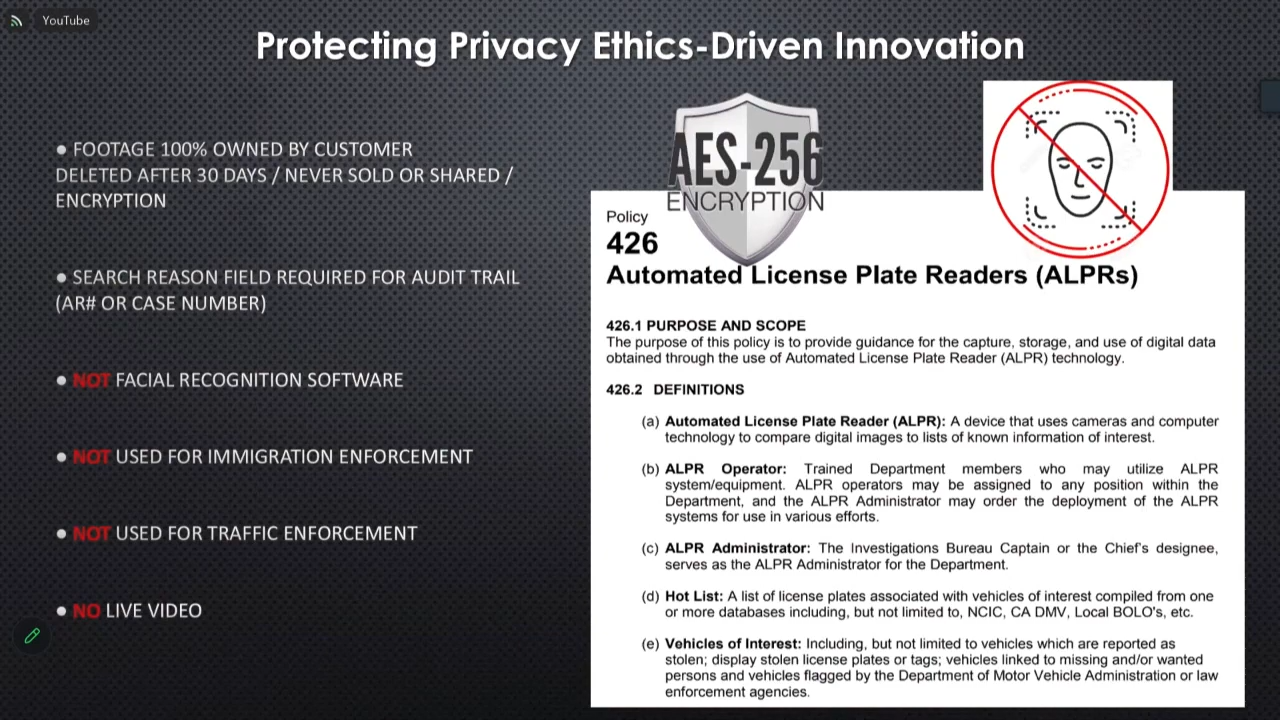 YouTube
Protecting Privacy Ethics-Driven Innovation
● FOOTAGE 100% OWNED BY CUSTOMER
DELETED AFTER 30 DAYS / NEVER SOLD OR SHARED /
ENCRYPTION
● SEARCH REASON FIELD REQUIRED FOR AUDIT TRAIL
(AR# OR CASE NUMBER)
● NOT FACIAL RECOGNITION SOFTWARE
● NOT USED FOR IMMIGRATION ENFORCEMENT
● NOT USED FOR TRAFFIC ENFORCEMENT
● NO LIVE VIDEO
AES-256
ENCRYPTION
Policy
426
Automated License Plate Readers (ALPRs)
426.1 PURPOSE AND SCOPE
The purpose of this policy is to provide guidance for the capture, storage, and use of digital data
obtained through the use of Automated License Plate Reader (ALPR) technology.
426.2 DEFINITIONS
(a) Automated License Plate Reader (ALPR): A device that uses cameras and computer
technology to compare digital images to lists of known information of interest.
(b) ALPR Operator: Trained Department members who may utilize ALPR
system/equipment. ALPR operators may be assigned to any position within the
Department, and the ALPR Administrator may order the deployment of the ALPR
systems for use in various efforts.
(c) ALPR Administrator: The Investigations Bureau Captain or the Chief's designee,
serves as the ALPR Administrator for the Department.
(d) Hot List: A list of license plates associated with vehicles of interest compiled from one
or more databases including, but not limited to, NCIC, CA DMV, Local BOLO's, etc.
(e) Vehicles of Interest: Including, but not limited to vehicles which are reported as
stolen; display stolen license plates or tags; vehicles linked to missing and/or wanted
persons and vehicles flagged by the Department of Motor Vehicle Administration or law
enforcement agencies.